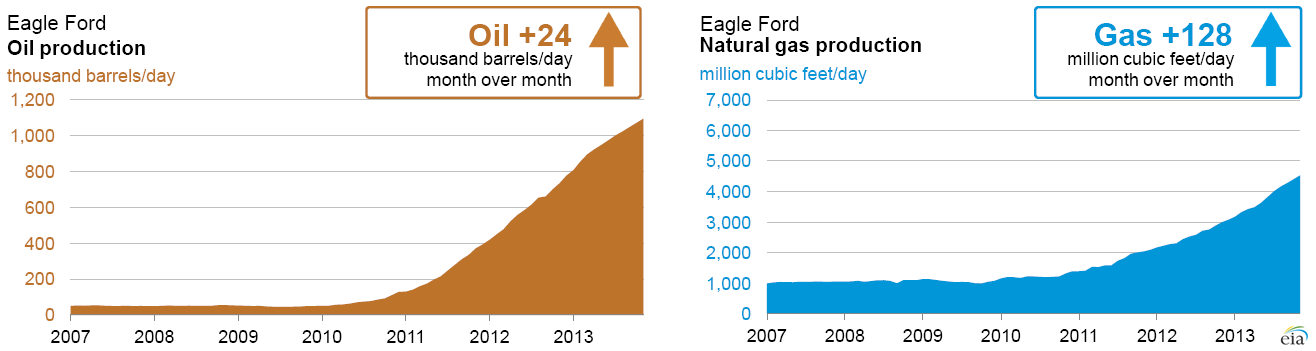 Eagle Ford
Oil production
thousand barrels/day
Oil +24
thousand barrels/day
month over month
1,200
1,000
800
600
400
200
0
2007 2008 2009 2010 2011 2012 2013
Eagle Ford
Natural gas production
million cubic feet/day
Gas +128
million cubic feet/day
month over month
7,000
6,000
5,000
4,000
3,000
2,000
1,000
0
2007 2008 2009 2010 2011 2012 2013
eia